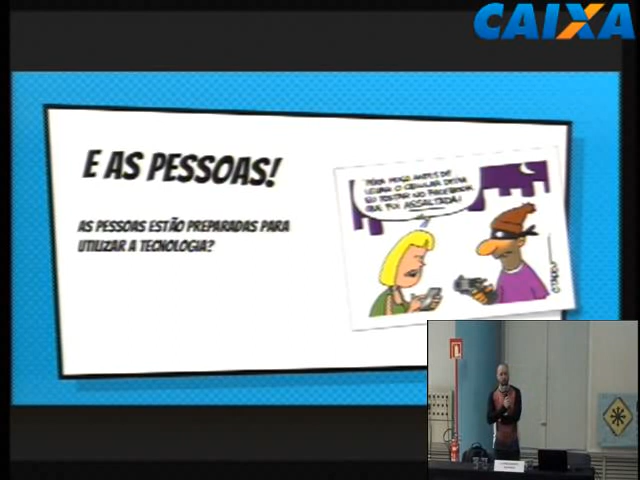 CAIXA
E AS PESSOAS!
AS PESSOAS ESTÃO PREPARADAS PARA
UTILIZAR A TECNOLOGIA?
PERA MOÇO ANTES DE
LEVAR O CELULAR DEIXA
EU POSTAR NO FACEBOOK
QUE FUI ASSALTADA!